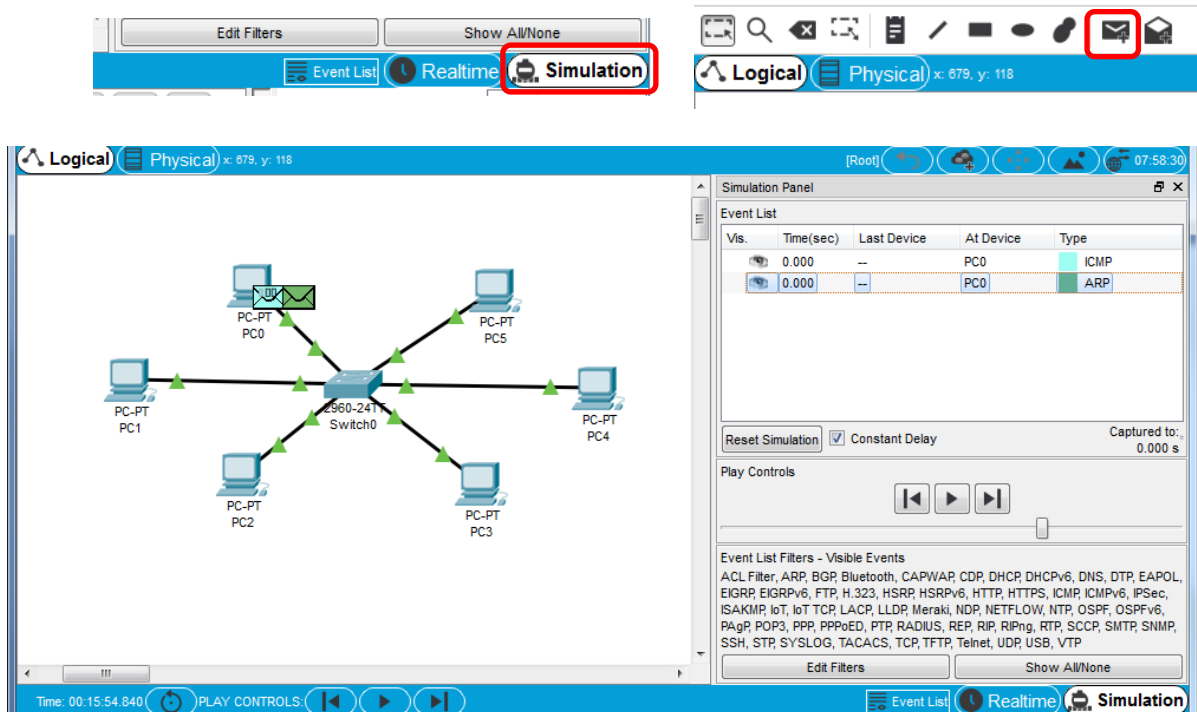 Edit Filters Show All/None
Event List Realtime Simulation
Logical Physical x: 679, y: 118
Logical Physical x: 679, y: 118 [Root] 07:58:30
Simulation Panel
Event List
Vis. Time(sec) Last Device At Device Type
0.000 -- PC0 ICMP
0.000 -- PC0 ARP
PC-PT
PC0
PC-PT
PC5
PC-PT
PC1
2960-24TT
Switch0
PC-PT
PC4
PC-PT
PC2
PC-PT
PC3
Reset Simulation Constant Delay Captured to:
0.000 s
Play Controls
Event List Filters - Visible Events
ACL Filter, ARP, BGP, Bluetooth, CAPWAP, CDP, DHCP, DHCPv6, DNS, DTP, EAPOL,
EIGRP, EIGRPv6, FTP, H.323, HSRP, HSRPv6, HTTP, HTTPS, ICMP, ICMPv6, IPSec,
ISAKMP, IoT, IoT TCP, LACP, LLDP, Meraki, NDP, NETFLOW, NTP, OSPF, OSPFv6,
PAgP, POP3, PPP, PPPoED, PTP, RADIUS, REP, RIP, RIPng, RTP, SCCP, SMTP, SNMP,
SSH, STP, SYSLOG, TACACS, TCP, TFTP, Telnet, UDP, USB, VTP
Edit Filters Show All/None
Time: 00:15:54.840 PLAY CONTROLS: Event List Realtime Simulation